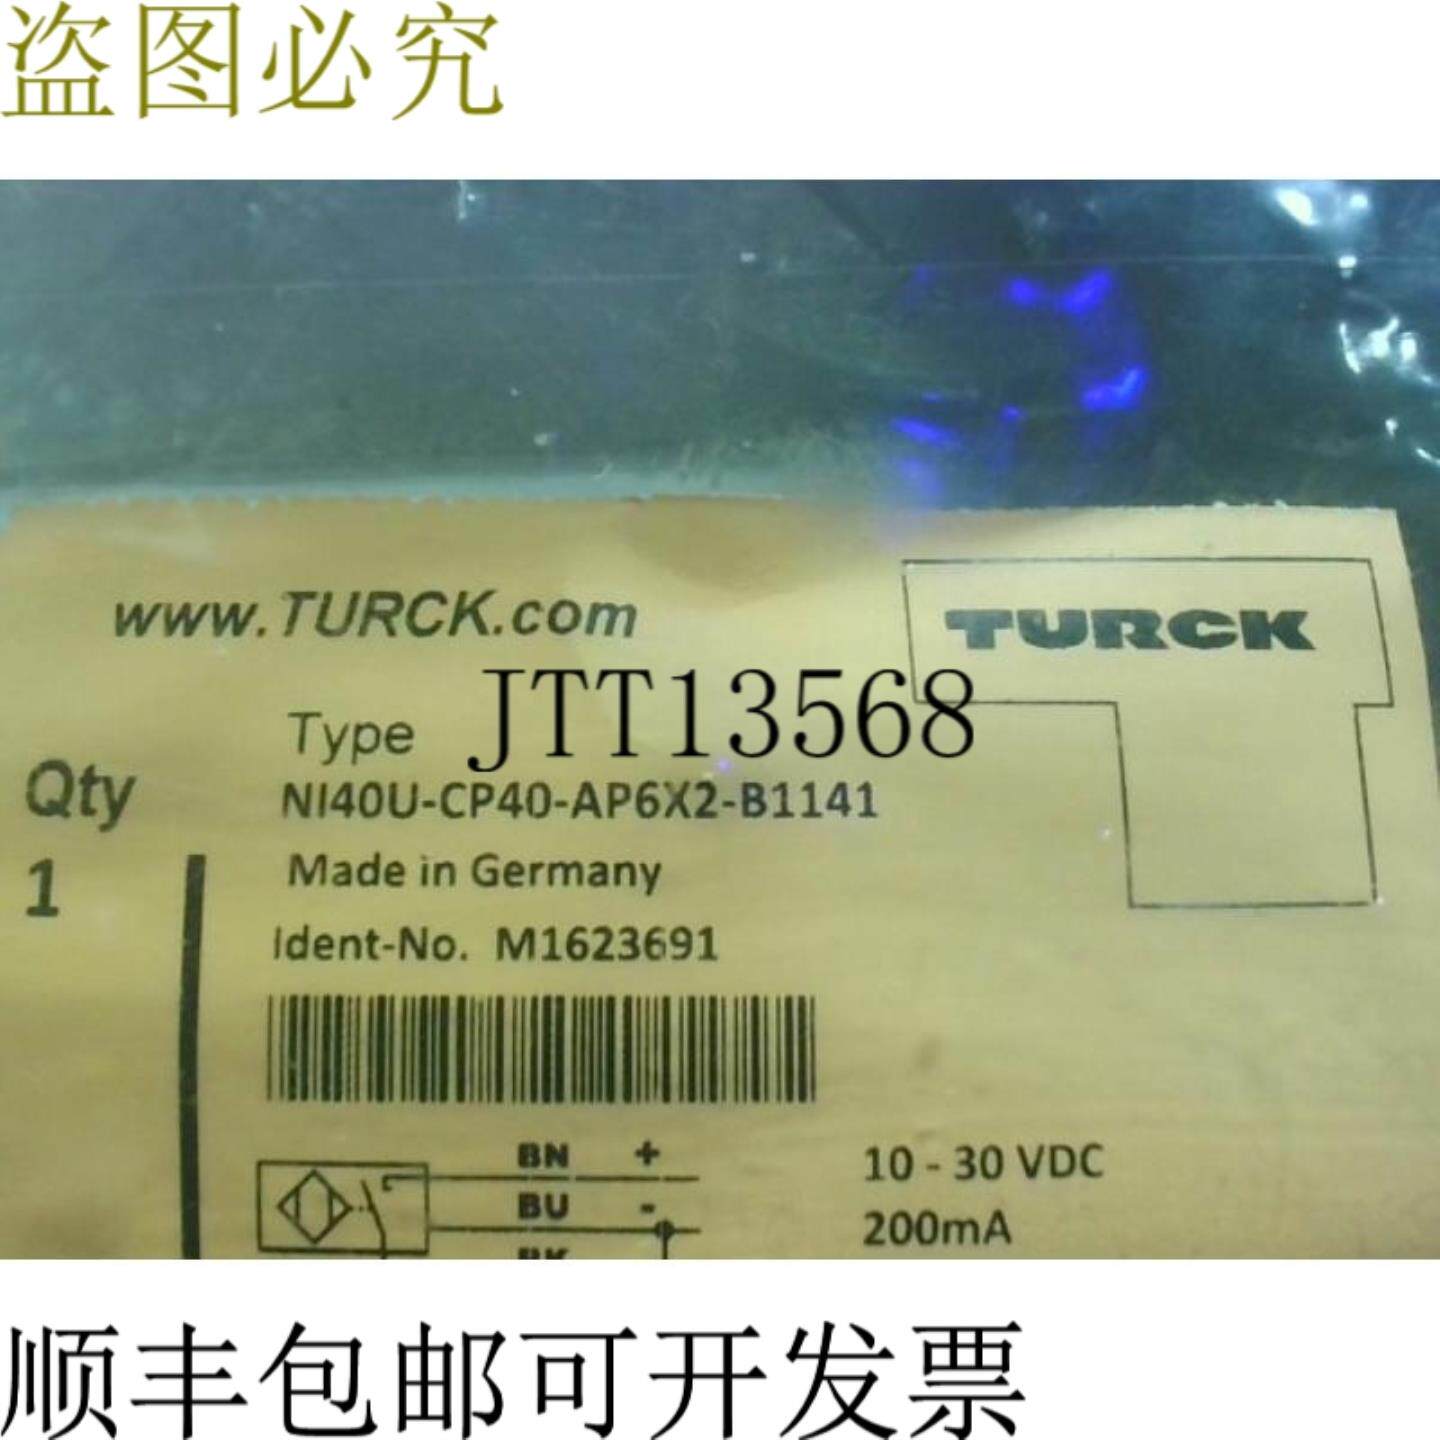 盗图必究
www.TURCK.com
TURCK
JTT13568
Type
NI40U-CP40-AP6X2-B1141
Qty
1
Made in Germany
Ident-No. M1623691
BN +
10 - 30 VDC
BU -
200mA
BK
顺丰包邮可开发票